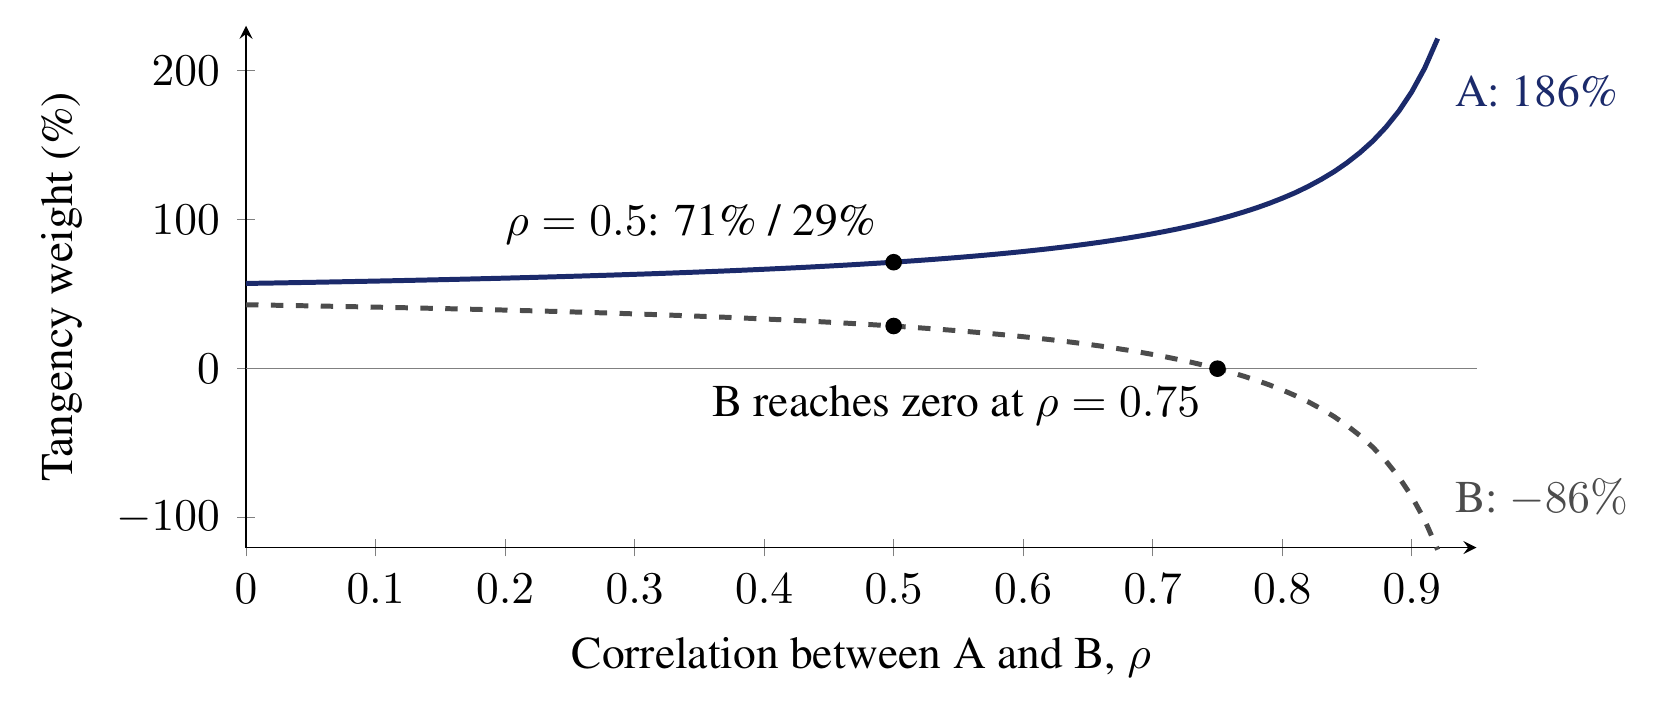 Tangency weight (%)
200
100
0
−100
A: 186%
ρ = 0.5: 71% / 29%
B reaches zero at ρ = 0.75
B: −86%
0 0.1 0.2 0.3 0.4 0.5 0.6 0.7 0.8 0.9
Correlation between A and B, ρ